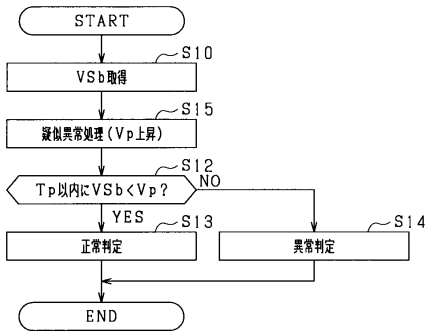 START
S10
VSb取得
S15
疑似異常処理(Vp上昇)
S12
Tp以内にVSb<Vp?
NO
YES
S13
正常判定
S14
異常判定
END